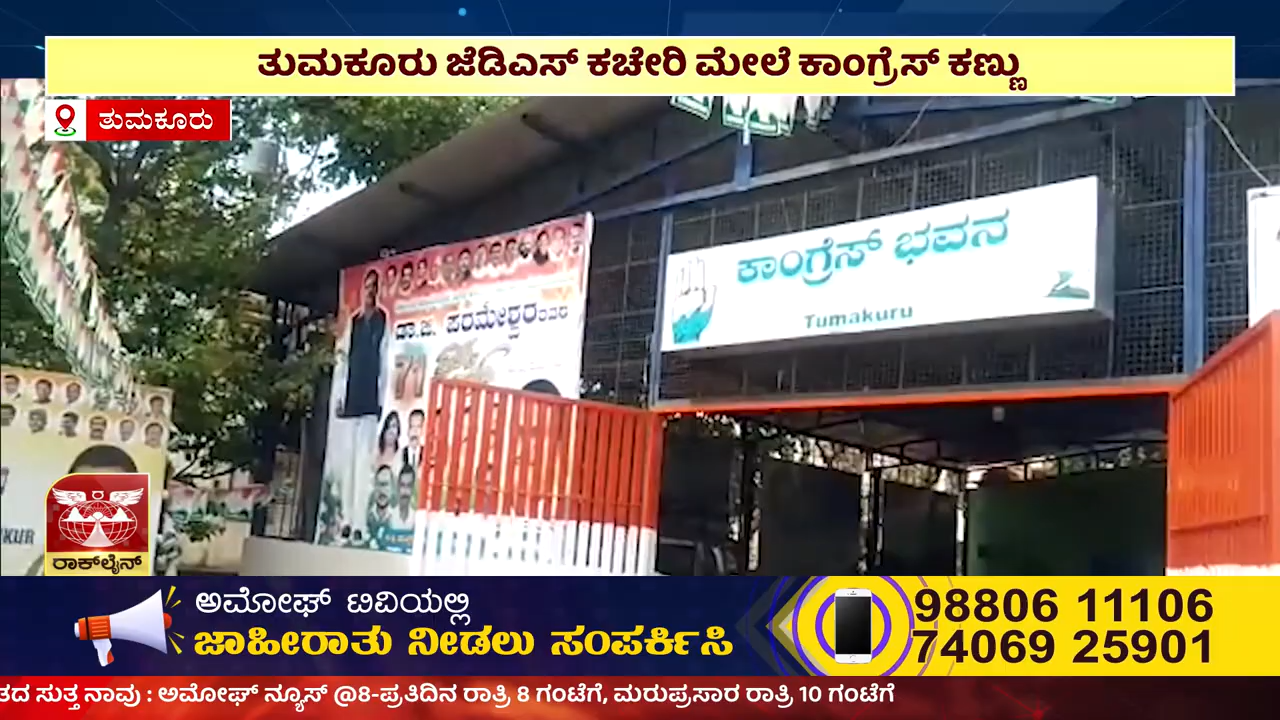 ತುಮಕೂರು ಜೆಡಿಎಸ್ ಕಚೇರಿ ಮೇಲೆ ಕಾಂಗ್ರೆಸ್ ಕಣ್ಣು
ತುಮಕೂರು
ಕಾಂಗ್ರೆಸ್ ಭವನ
Tumakuru
ಡಾ.ಜಿ. ಪರಮೇಶ್ವರ
KUR
ರಾಕ್‌ಲೈನ್
ಅಮೋಘ್ ಟಿವಿಯಲ್ಲಿ
ಜಾಹೀರಾತು ನೀಡಲು ಸಂಪರ್ಕಿಸಿ
98806 11106
74069 25901
ತದ ಸುತ್ತ ನಾವು : ಅಮೋಘ್ ನ್ಯೂಸ್ @8-ಪ್ರತಿದಿನ ರಾತ್ರಿ 8 ಗಂಟೆಗೆ, ಮರುಪ್ರಸಾರ ರಾತ್ರಿ 10 ಗಂಟೆಗೆ